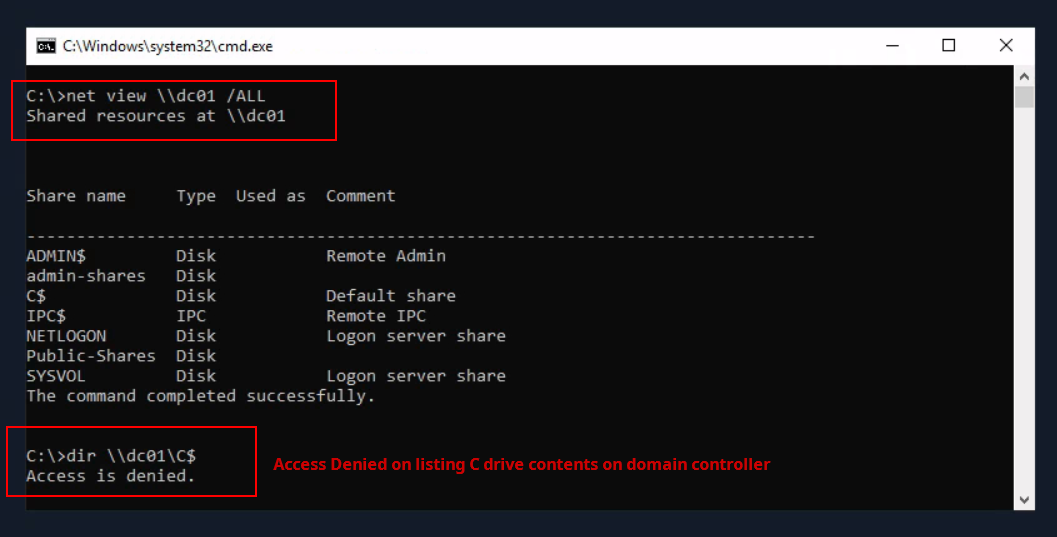 C:\Windows\system32\cmd.exe
C:\>net view \\dc01 /ALL
Shared resources at \\dc01
Share name Type Used as Comment
-------------------------------------------------------------------------------
ADMIN$ Disk Remote Admin
admin-shares Disk
C$ Disk Default share
IPC$ IPC Remote IPC
NETLOGON Disk Logon server share
Public-Shares Disk
SYSVOL Disk Logon server share
The command completed successfully.
C:\>dir \\dc01\C$
Access Denied on listing C drive contents on domain controller
Access is denied.